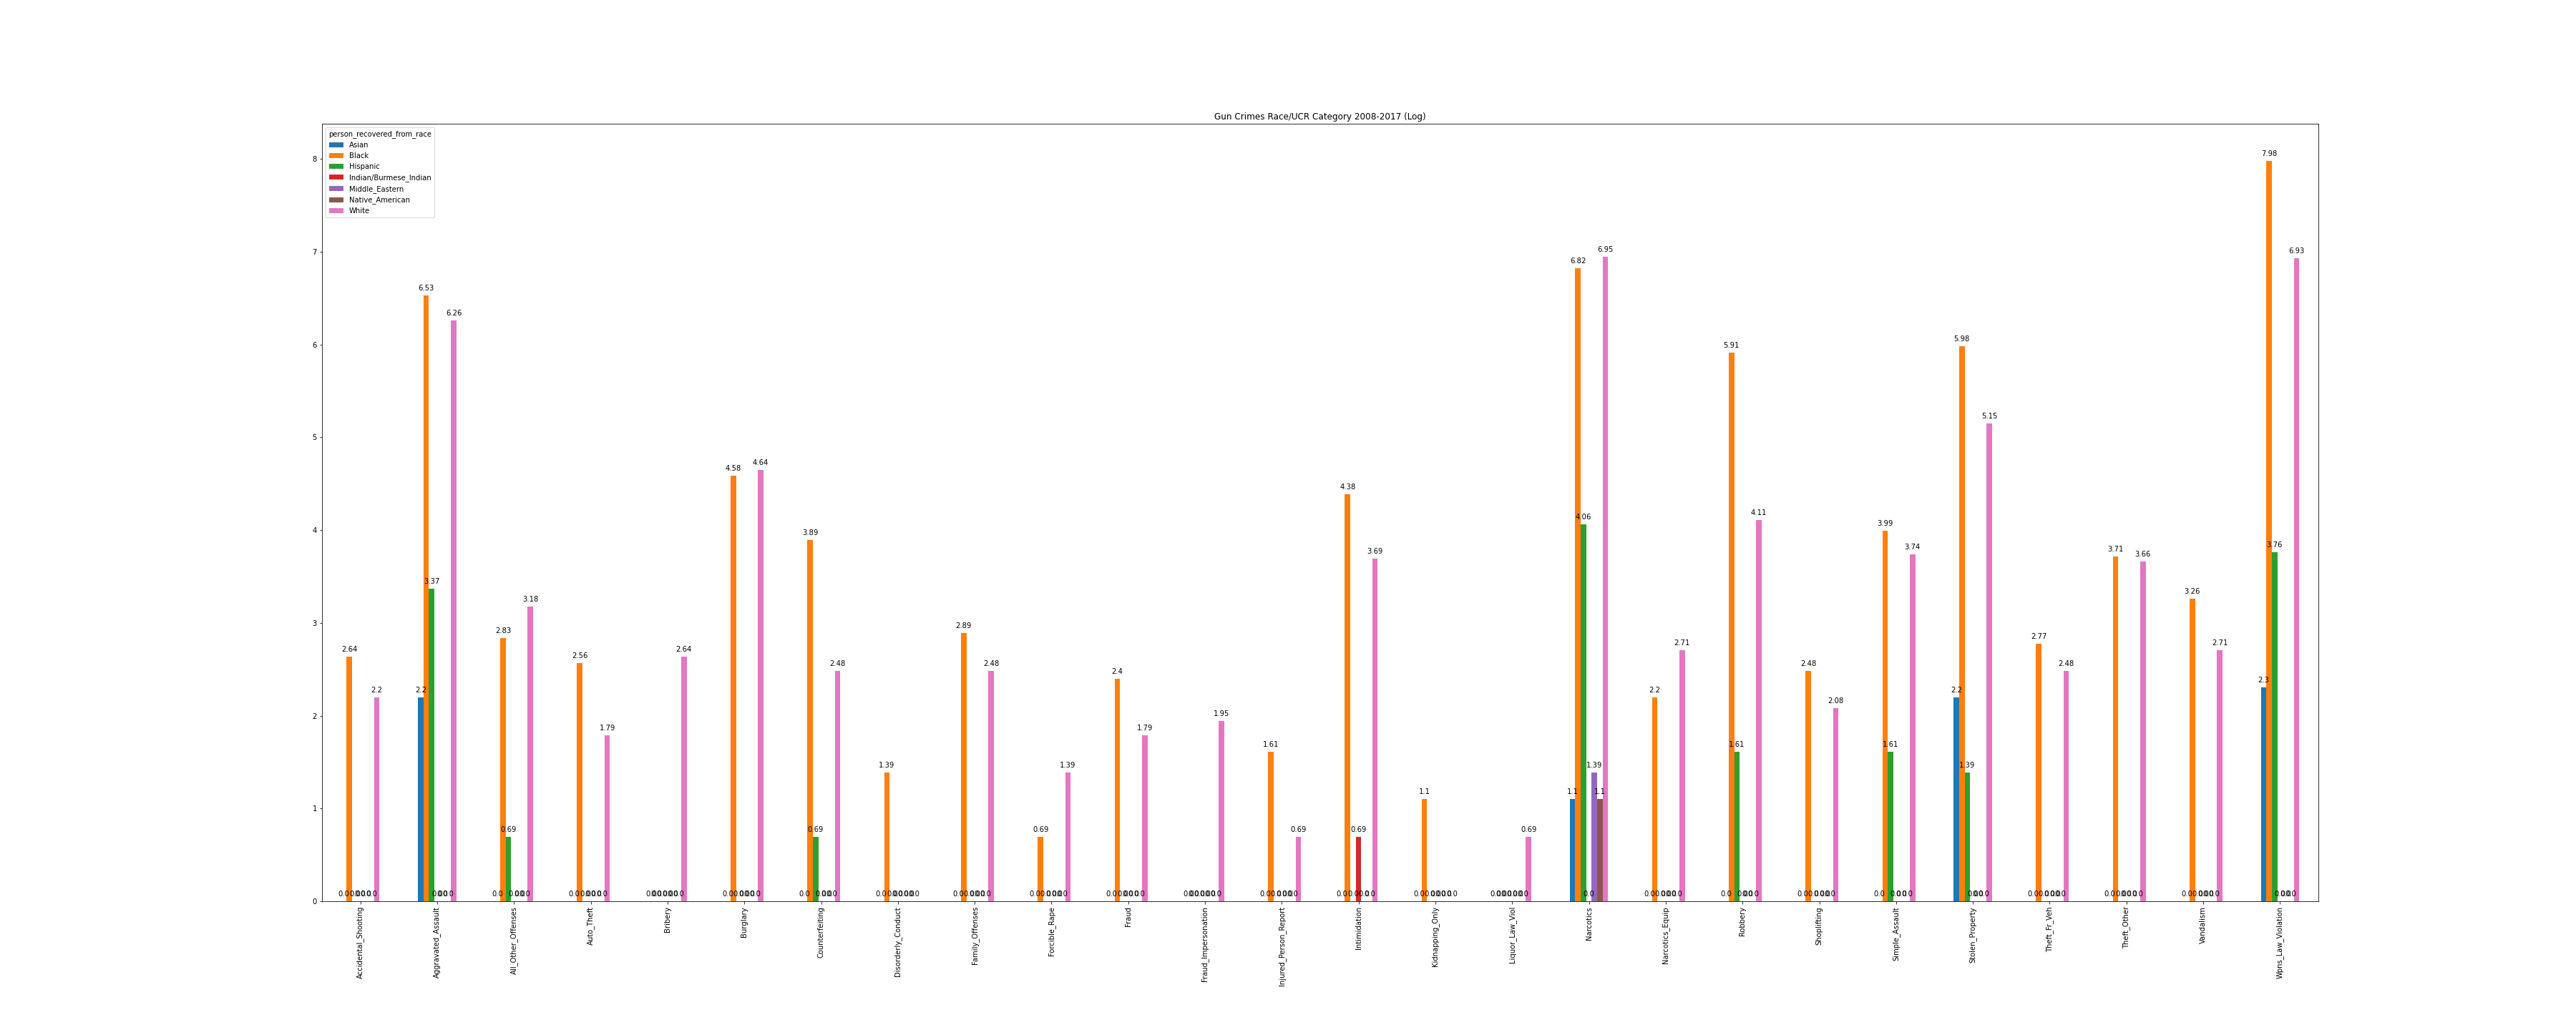 Gun Crimes Race/UCR Category 2008-2017 (Log)
person_recovered_from_race
Asian
Black
Hispanic
Indian/Burmese_Indian
Middle_Eastern
Native_American
White
8
7
6
5
4
3
2
1
0
2.64
2.2
2.2
6.53
3.37
6.26
2.83
0.69
3.18
2.56
1.79
2.64
4.58
4.64
3.89
0.69
2.48
1.39
2.89
2.48
0.69
1.39
2.4
1.79
1.95
1.61
0.69
4.38
0.69
3.69
1.1
0.69
1.1
6.82
4.06
0.0
1.39
1.1
6.95
2.2
2.71
5.91
1.61
4.11
2.48
2.08
3.99
1.61
3.74
2.2
5.98
1.39
5.15
2.77
2.48
3.71
3.66
3.26
2.71
2.3
7.98
3.76
6.93
Accidental_Shooting
Aggravated_Assault
All_Other_Offenses
Auto_Theft
Bribery
Burglary
Counterfeiting
Disorderly_Conduct
Family_Offenses
Forcible_Rape
Fraud
Fraud_Impersonation
Injured_Person_Report
Intimidation
Kidnapping_Only
Liquor_Law_Viol
Narcotics
Narcotics_Equip
Robbery
Shoplifting
Simple_Assault
Stolen_Property
Theft_Fr_Veh
Theft_Other
Vandalism
Wpns_Law_Violation